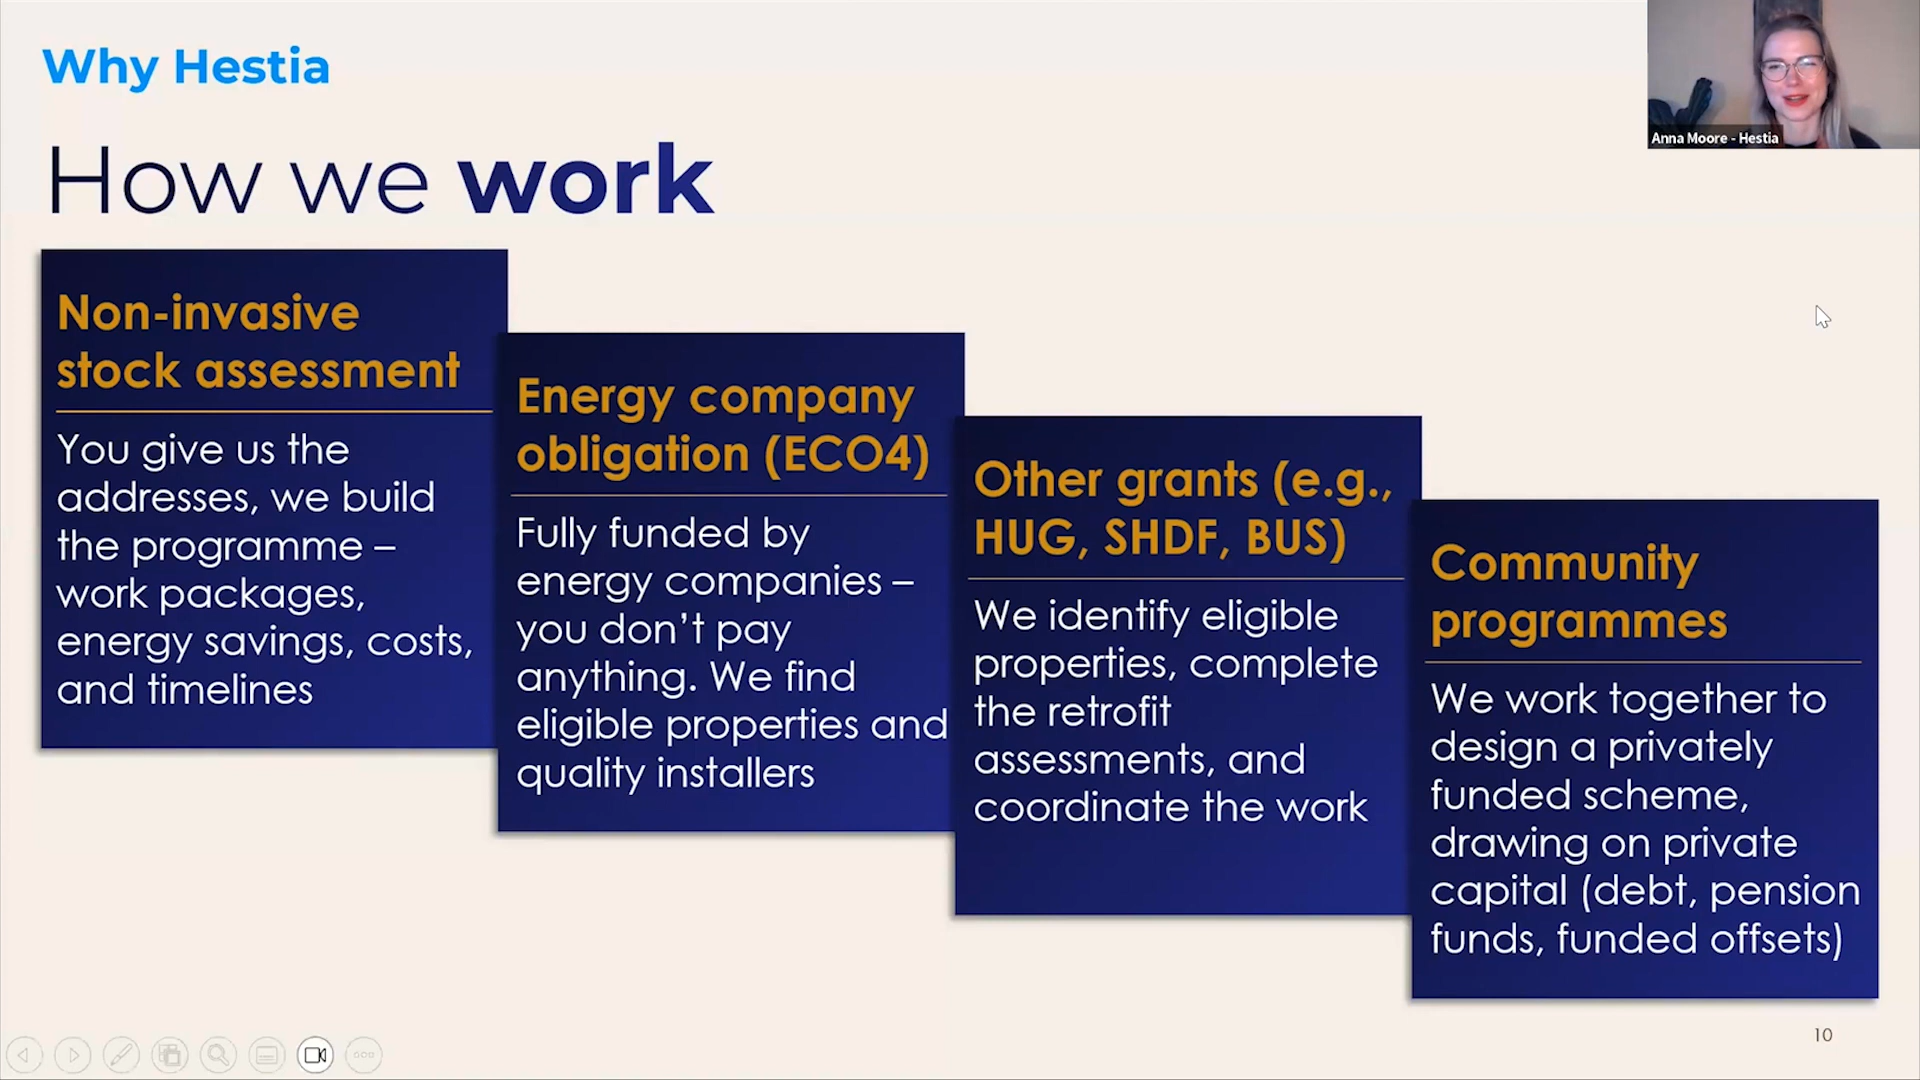 Why Hestia
How we work
Anna Moore - Hestia
Non-invasive
stock assessment
You give us the
addresses, we build
the programme –
work packages,
energy savings, costs,
and timelines
Energy company
obligation (ECO4)
Fully funded by
energy companies –
you don’t pay
anything. We find
eligible properties and
quality installers
Other grants (e.g.,
HUG, SHDF, BUS)
We identify eligible
properties, complete
the retrofit
assessments, and
coordinate the work
Community
programmes
We work together to
design a privately
funded scheme,
drawing on private
capital (debt, pension
funds, funded offsets)
10